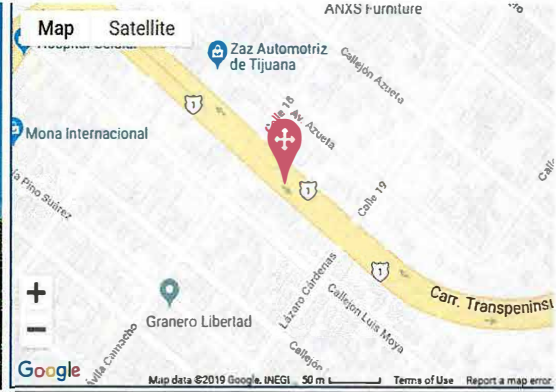 ANXS Furniture
Map
Satellite
Zaz Automotriz
de Tijuana
Callejón Azueta
1
Calle 18
Av. Azueta
Mona Internacional
1
Calle 19
Pino Suárez
1
Lázaro Cárdenas
Carr. Transpeninsu
Callejon Luis Moya
+
Granero Libertad
−
Ávila Camacho
Callejon
Google
Map data ©2019 Google, INEGI
50 m
Terms of Use
Report a map error